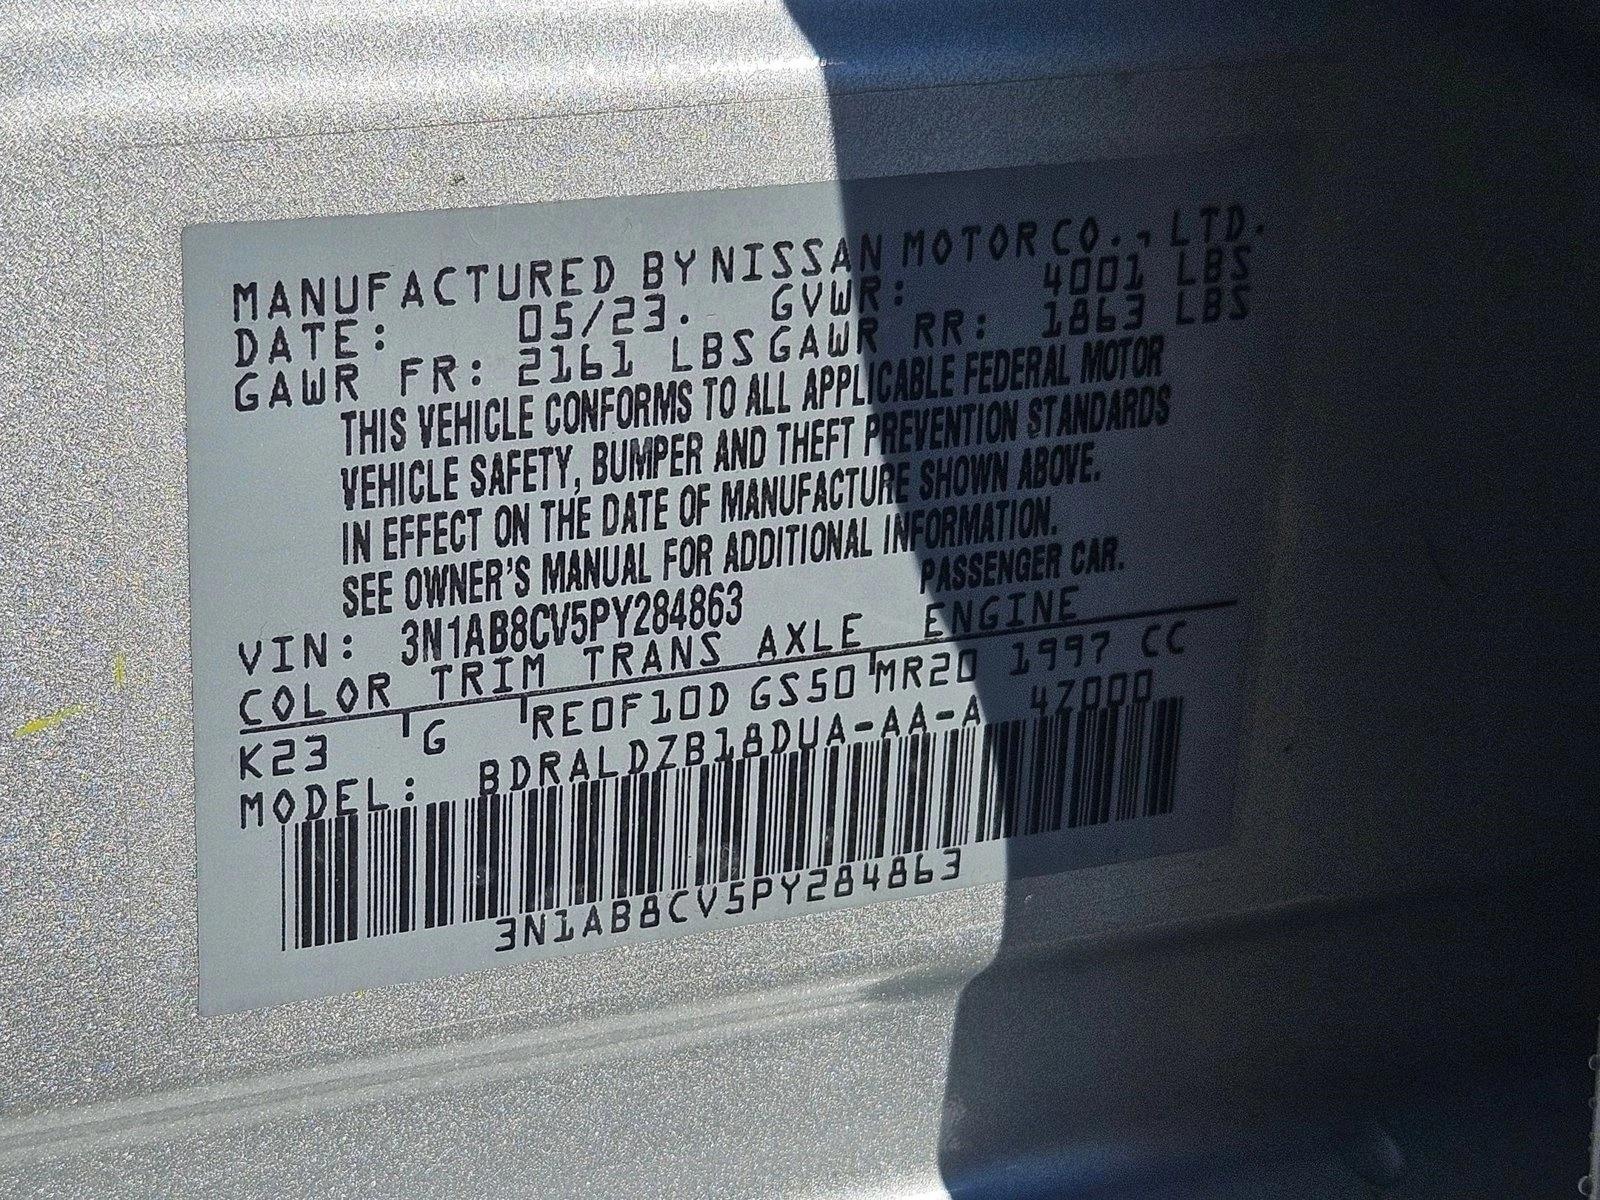 MANUFACTURED BY NISSAN MOTOR CO., LTD.
DATE: 05/23. GVWR: 4001 LBS
GAWR FR: 2161 LBS GAWR RR: 1863 LBS
THIS VEHICLE CONFORMS TO ALL APPLICABLE FEDERAL MOTOR
VEHICLE SAFETY, BUMPER AND THEFT PREVENTION STANDARDS
IN EFFECT ON THE DATE OF MANUFACTURE SHOWN ABOVE.
SEE OWNER'S MANUAL FOR ADDITIONAL INFORMATION.
VIN: 3N1AB8CV5PY284863 PASSENGER CAR.
COLOR TRIM TRANS AXLE ENGINE
K23 G RE0F10D GS50 MR20 1997 CC
MODEL: BDRALDZB18DUA-AA-A 4Z000
3N1AB8CV5PY284863